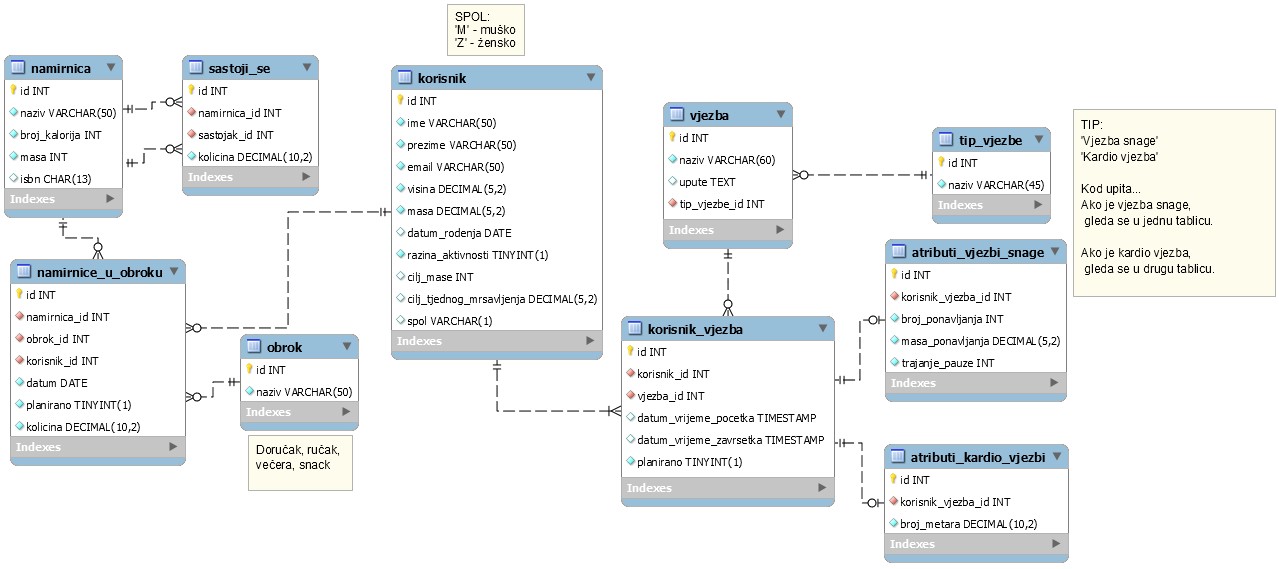 SPOL:
'M' - muško
'Z' - žensko
namirnica
id INT
naziv VARCHAR(50)
broj_kalorija INT
masa INT
isbn CHAR(13)
Indexes
sastoji_se
id INT
namirnica_id INT
sastojak_id INT
kolicina DECIMAL(10,2)
Indexes
korisnik
id INT
ime VARCHAR(50)
prezime VARCHAR(50)
email VARCHAR(50)
visina DECIMAL(5,2)
masa DECIMAL(5,2)
datum_rodenja DATE
razina_aktivnosti TINYINT(1)
cilj_mase INT
cilj_tjednog_mrsavljenja DECIMAL(5,2)
spol VARCHAR(1)
Indexes
vjezba
id INT
naziv VARCHAR(60)
upute TEXT
tip_vjezbe_id INT
Indexes
tip_vjezbe
id INT
naziv VARCHAR(45)
Indexes
TIP:
'Vjezba snage'
'Kardio vjezba'
Kod upita...
Ako je vjezba snage,
gleda se u jednu tablicu.
Ako je kardio vjezba,
gleda se u drugu tablicu.
namirnice_u_obroku
id INT
namirnica_id INT
obrok_id INT
korisnik_id INT
datum DATE
planirano TINYINT(1)
kolicina DECIMAL(10,2)
Indexes
obrok
id INT
naziv VARCHAR(50)
Indexes
Doručak, ručak,
večera, snack
korisnik_vjezba
id INT
korisnik_id INT
vjezba_id INT
datum_vrijeme_pocetka TIMESTAMP
datum_vrijeme_zavrsetka TIMESTAMP
planirano TINYINT(1)
Indexes
atributi_vjezbi_snage
id INT
korisnik_vjezba_id INT
broj_ponavljanja INT
masa_ponavljanja DECIMAL(5,2)
trajanje_pauze INT
Indexes
atributi_kardio_vjezbi
id INT
korisnik_vjezba_id INT
broj_metara DECIMAL(10,2)
Indexes